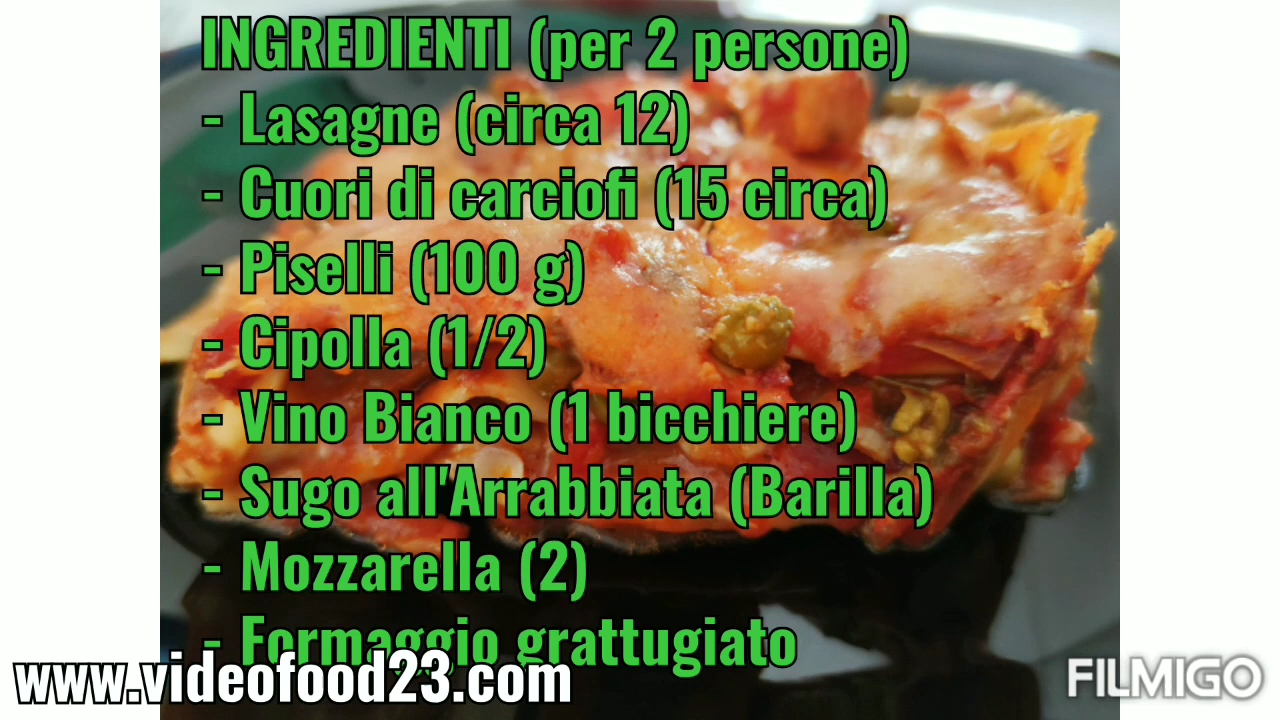 INGREDIENTI (per 2 persone)
- Lasagne (circa 12)
- Cuori di carciofi (15 circa)
- Piselli (100 g)
- Cipolla (1/2)
- Vino Bianco (1 bicchiere)
- Sugo all'Arrabbiata (Barilla)
- Mozzarella (2)
- Formaggio grattugiato
www.videofood23.com
FILMIGO